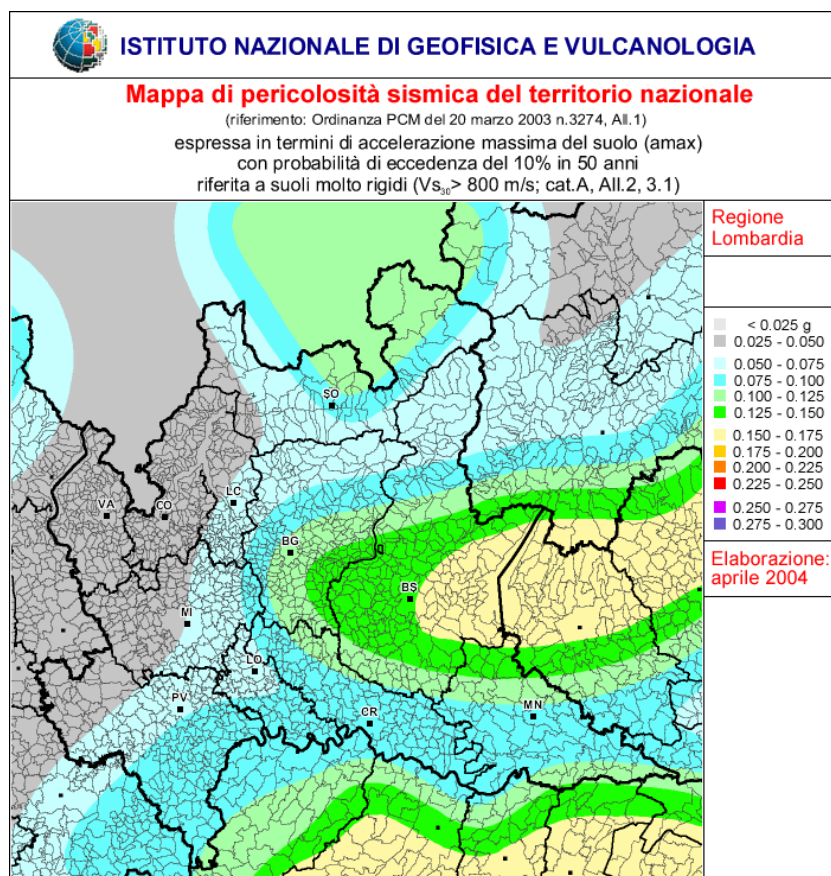 ISTITUTO NAZIONALE DI GEOFISICA E VULCANOLOGIA
Mappa di pericolosità sismica del territorio nazionale
(riferimento: Ordinanza PCM del 20 marzo 2003 n.3274, All.1)
espressa in termini di accelerazione massima del suolo (amax)
con probabilità di eccedenza del 10% in 50 anni
riferita a suoli molto rigidi (Vs30> 800 m/s; cat.A, All.2, 3.1)
Regione
Lombardia
< 0.025 g
0.025 - 0.050
0.050 - 0.075
0.075 - 0.100
0.100 - 0.125
0.125 - 0.150
0.150 - 0.175
0.175 - 0.200
0.200 - 0.225
0.225 - 0.250
0.250 - 0.275
0.275 - 0.300
Elaborazione:
aprile 2004
SO
LC
VA
CO
BG
BS
MI
LO
PV
CR
MN